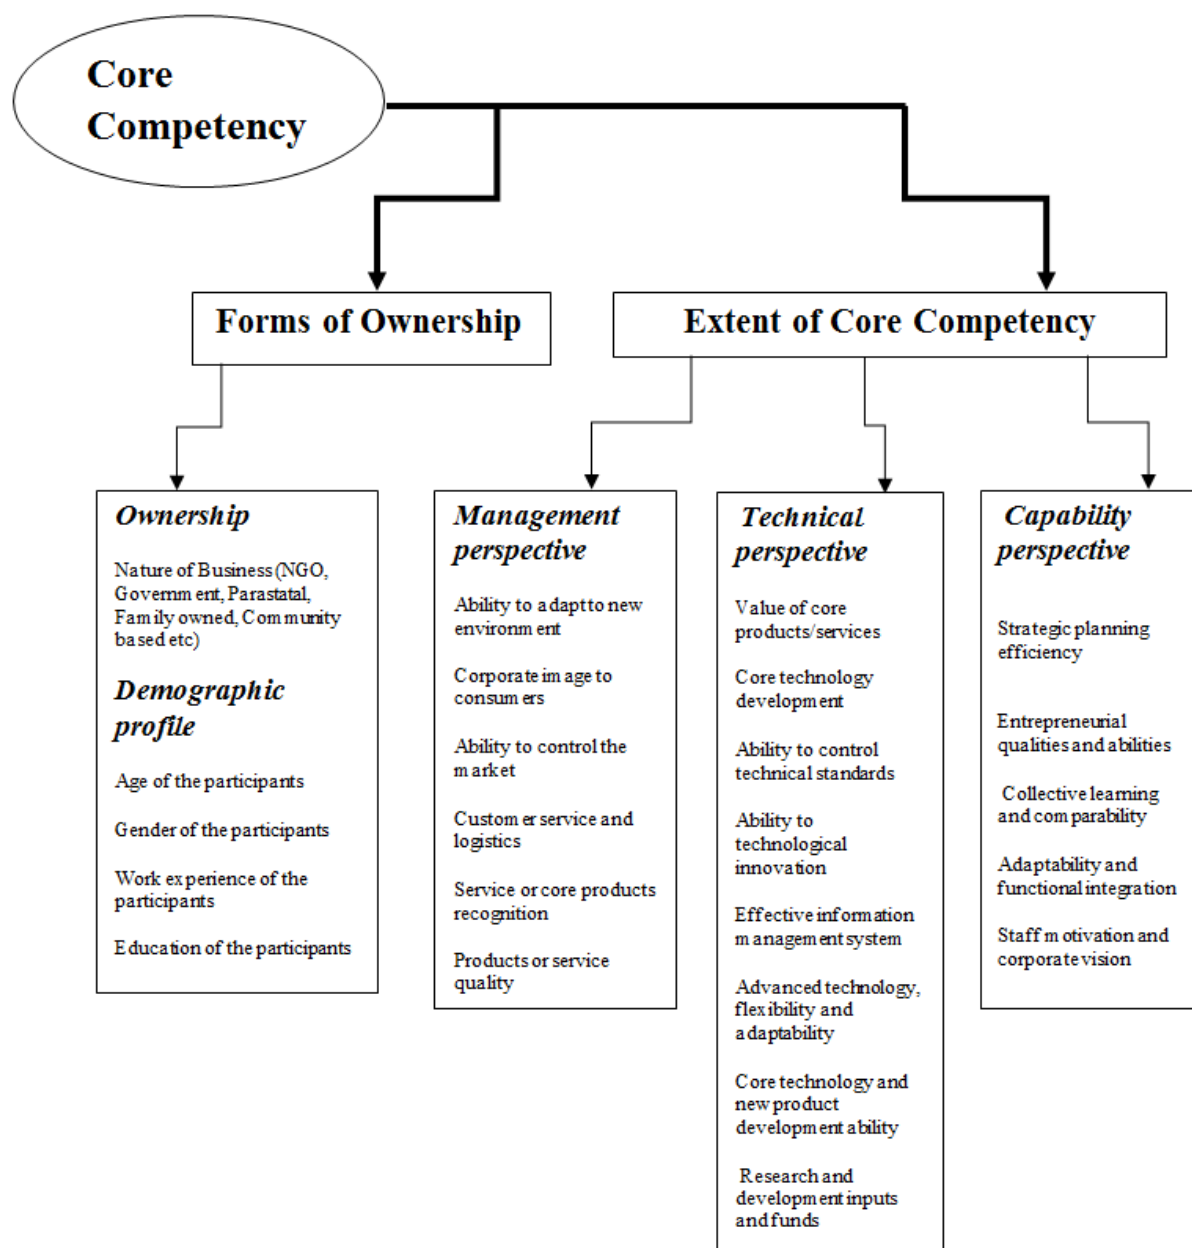 Core
Competency
Forms of Ownership
Extent of Core Competency
Ownership
Nature of Business (NGO,
Government, Parastatal,
Family owned, Community
based etc)
Demographic
profile
Age of the participants
Gender of the participants
Work experience of the
participants
Education of the participants
Management
perspective
Ability to adapt to new
environment
Corporate image to
consumers
Ability to control the
market
Customer service and
logistics
Service or core products
recognition
Products or service
quality
Technical
perspective
Value of core
products/services
Core technology
development
Ability to control
technical standards
Ability to
technological
innovation
Effective information
management system
Advanced technology,
flexibility and
adaptability
Core technology and
new product
development ability
Research and
development inputs
and funds
Capability
perspective
Strategic planning
efficiency
Entrepreneurial
qualities and abilities
Collective learning
and comparability
Adaptability and
functional integration
Staff motivation and
corporate vision